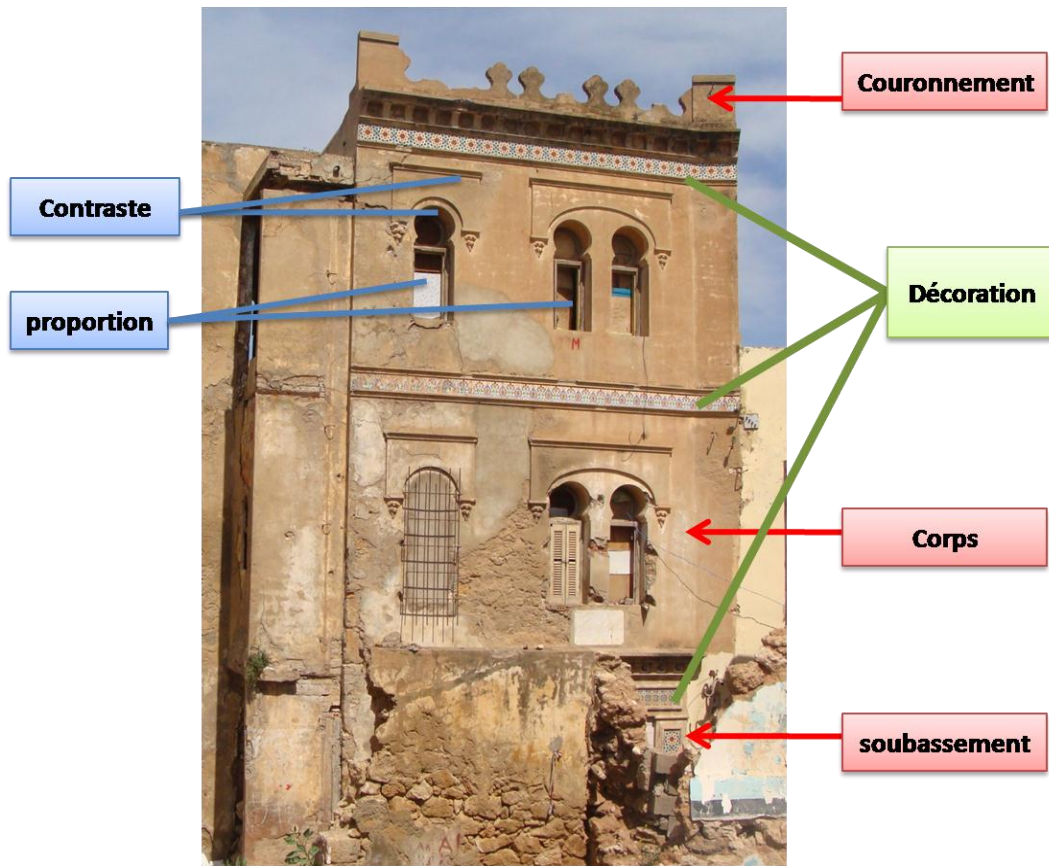 Couronnement
Contraste
Décoration
proportion
M
Corps
soubassement